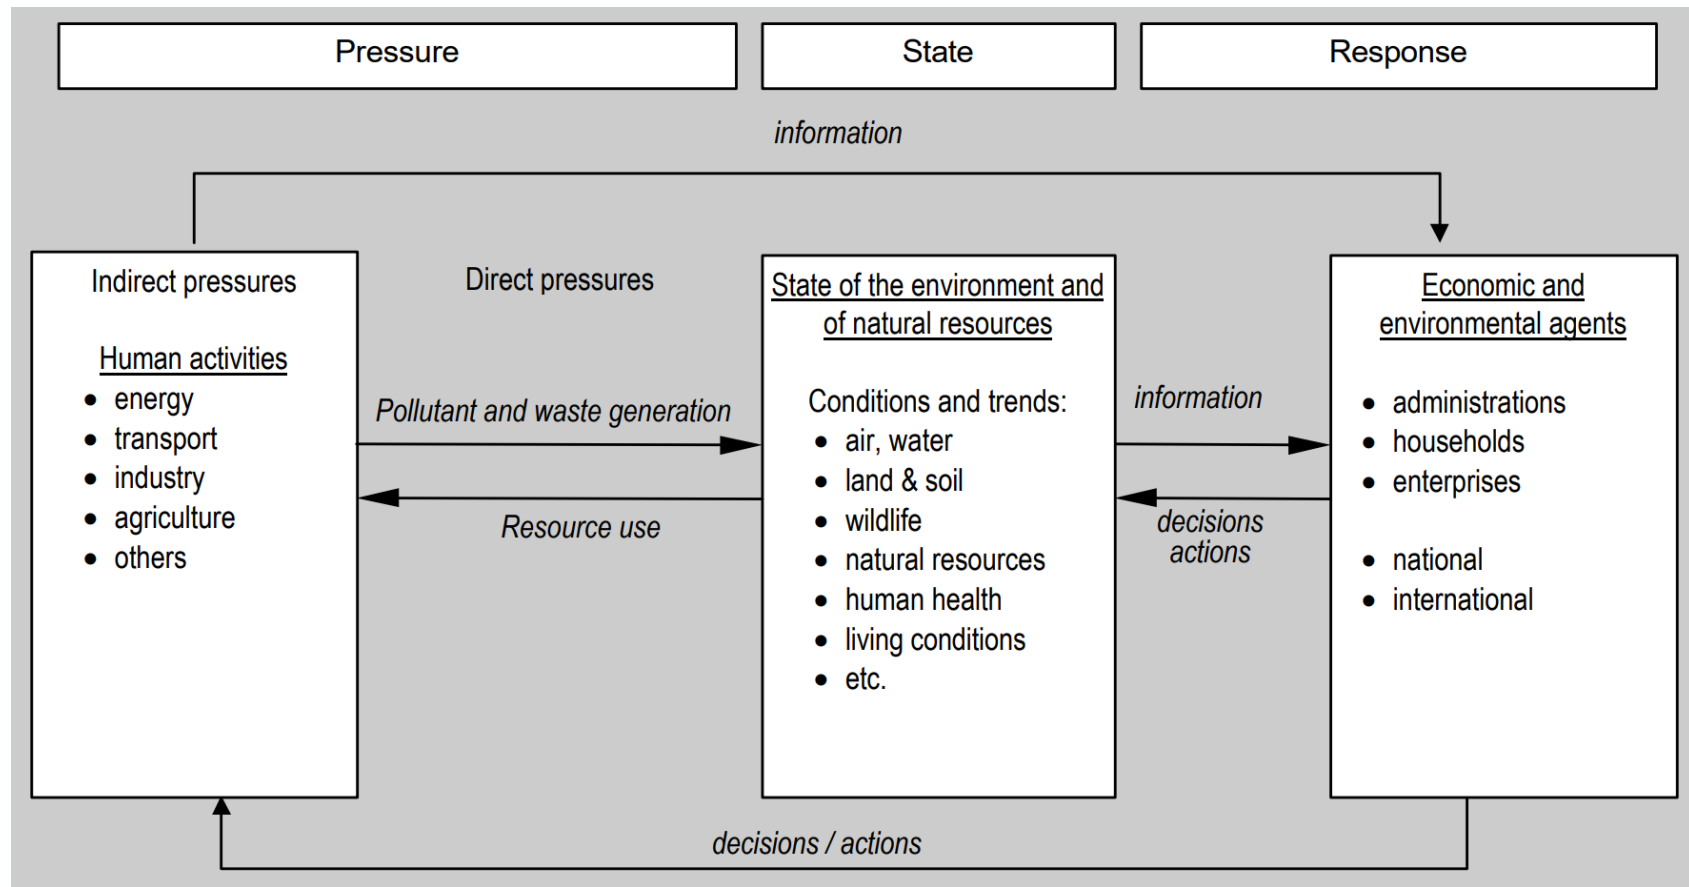 Pressure
State
Response
information
Indirect pressures
Human activities
• energy
• transport
• industry
• agriculture
• others
Direct pressures
Pollutant and waste generation
Resource use
State of the environment and
of natural resources
Conditions and trends:
• air, water
• land & soil
• wildlife
• natural resources
• human health
• living conditions
• etc.
information
decisions
actions
Economic and
environmental agents
• administrations
• households
• enterprises
• national
• international
decisions / actions